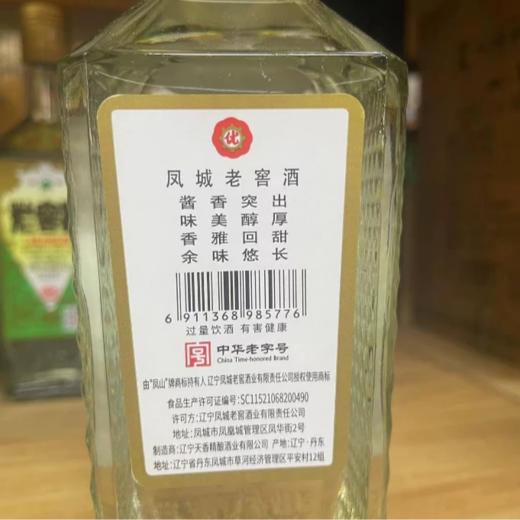 凤城老窖酒
酱香突出
味美醇厚
香雅回甜
余味悠长
6 911368 985776
过量饮酒 有害健康
中华老字号
China Time-honored Brand
由"凤山"牌商标持有人辽宁凤城老窖酒业有限责任公司授权使用商标
食品生产许可证编号:SC11521068200490
许可方:辽宁凤城老窖酒业有限责任公司
地址:凤城市凤凰城管理区凤华街2号
制造商:辽宁天香精酿酒业有限公司 产地:辽宁·丹东
地址:辽宁省丹东凤城市草河经济管理区平安村12组